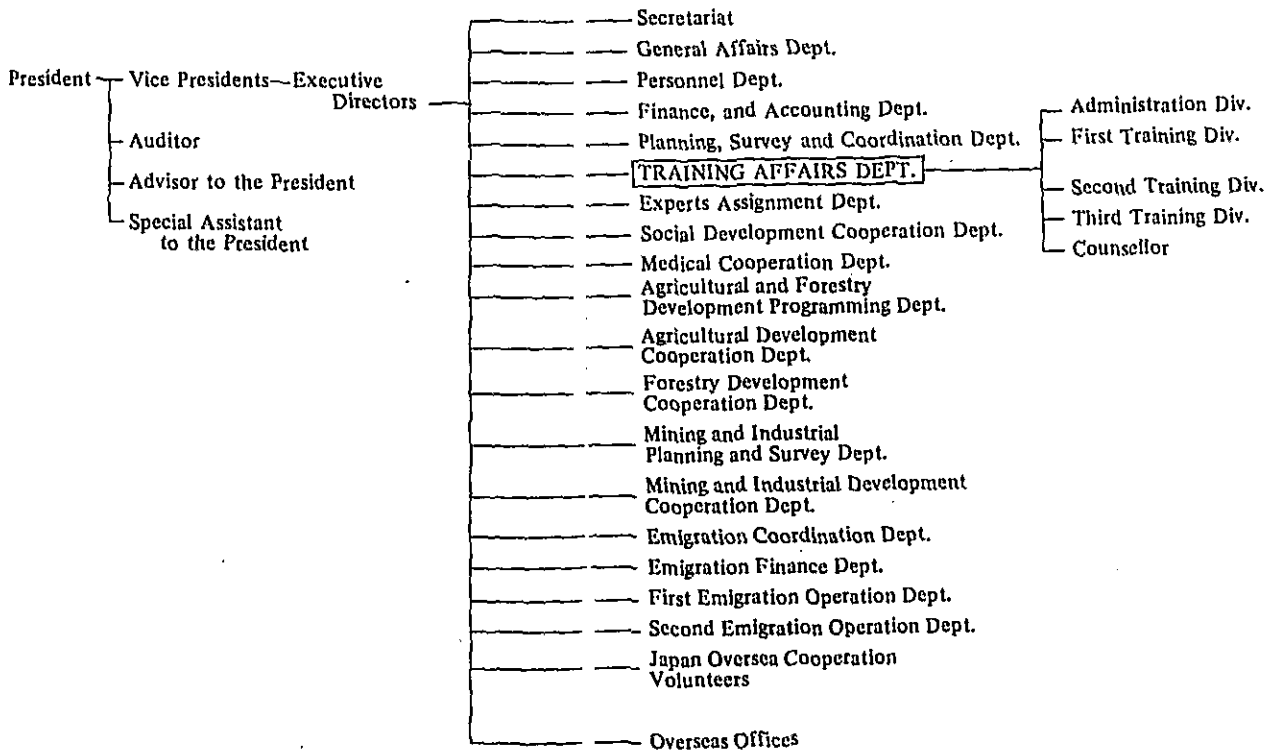 President
Vice Presidents
Executive
Directors
Auditor
Advisor to the President
Special Assistant
to the President
Secretariat
General Affairs Dept.
Personnel Dept.
Finance, and Accounting Dept.
Planning, Survey and Coordination Dept.
TRAINING AFFAIRS DEPT.
Experts Assignment Dept.
Social Development Cooperation Dept.
Medical Cooperation Dept.
Agricultural and Forestry
Development Programming Dept.
Agricultural Development
Cooperation Dept.
Forestry Development
Cooperation Dept.
Mining and Industrial
Planning and Survey Dept.
Mining and Industrial Development
Cooperation Dept.
Emigration Coordination Dept.
Emigration Finance Dept.
First Emigration Operation Dept.
Second Emigration Operation Dept.
Japan Oversea Cooperation
Volunteers
Overseas Offices
Administration Div.
First Training Div.
Second Training Div.
Third Training Div.
Counsellor